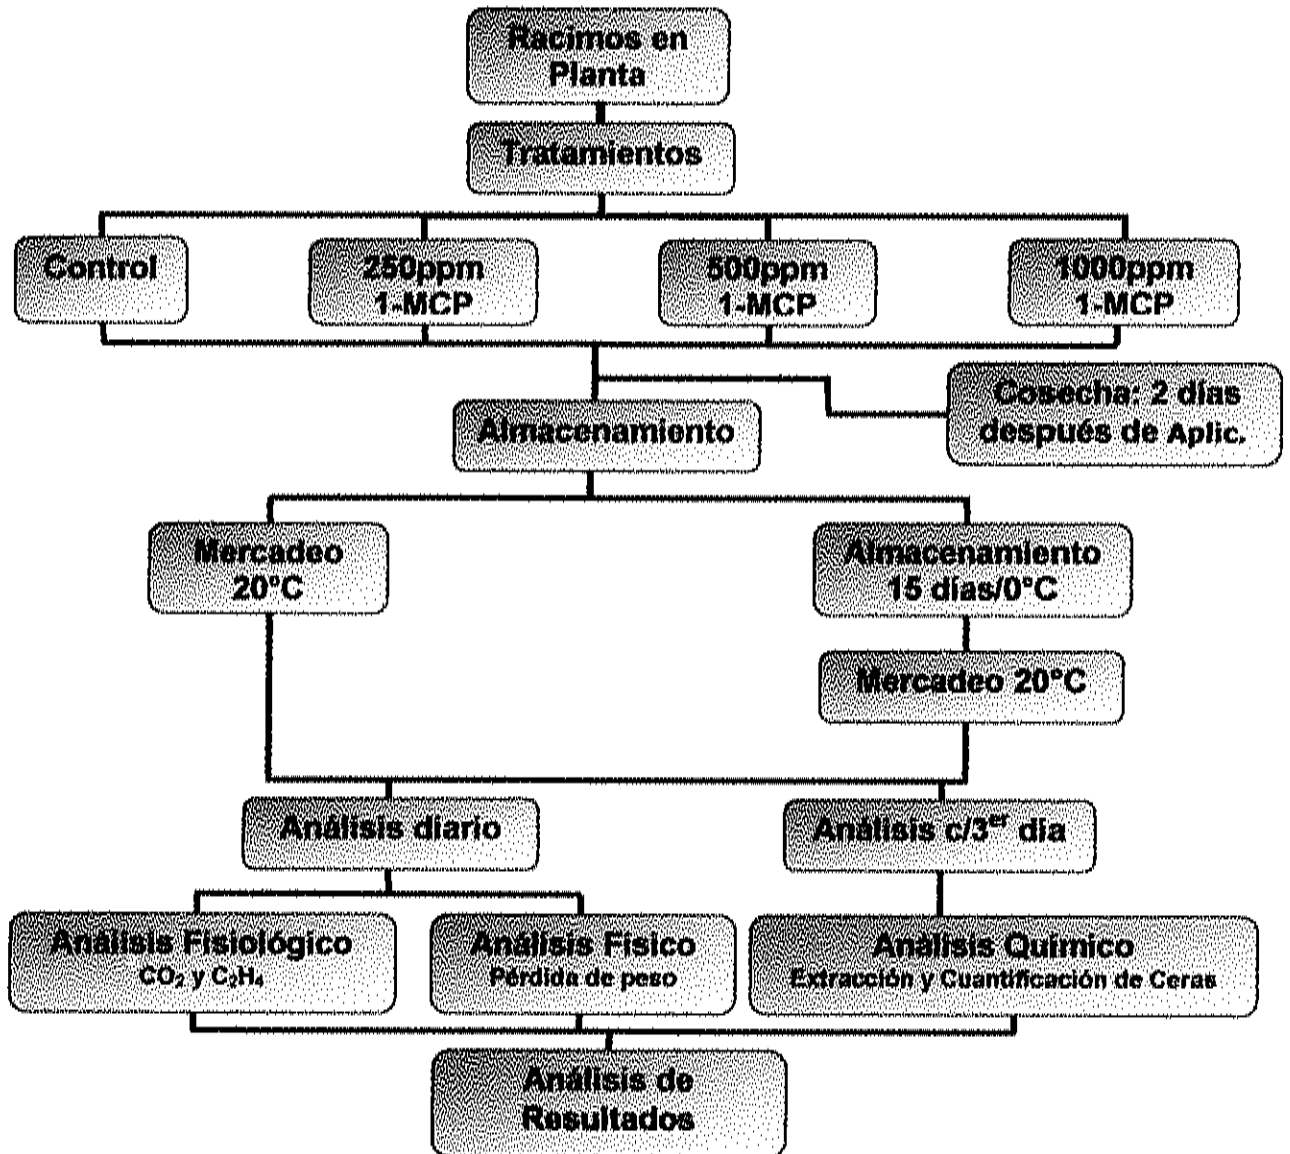 Racimos en
Planta
Tratamientos
Control
250ppm
1-MCP
500ppm
1-MCP
1000ppm
1-MCP
Cosecha: 2 días
después de Aplic.
Almacenamiento
Mercadeo
20°C
Almacenamiento
15 días/0°C
Mercadeo 20°C
Análisis diario
Análisis c/3er dia
Análisis Fisiológico
CO2 y C2H4
Análisis Físico
Pérdida de peso
Análisis Químico
Extracción y Cuantificación de Ceras
Análisis de
Resultados